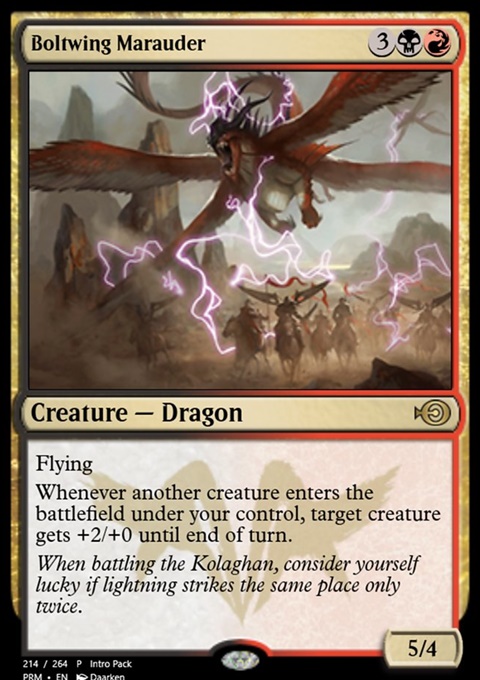 Boltwing Marauder
3
Creature — Dragon
Flying
Whenever another creature enters the
battlefield under your control, target creature
gets +2/+0 until end of turn.
When battling the Kolaghan, consider yourself
lucky if lightning strikes the same place only
twice.
5/4
214 / 264 P Intro Pack
PRM • EN Daarken